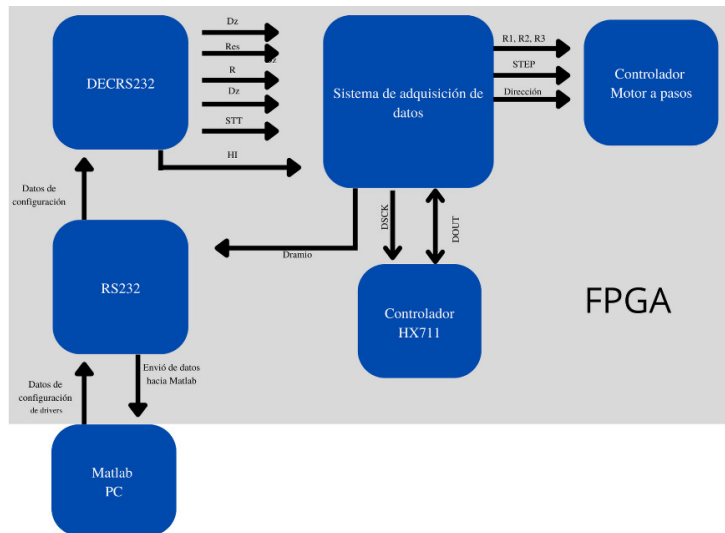 Dz
Res
R
Dz
STT
HI
DECRS232
Sistema de adquisición de
datos
R1, R2, R3
STEP
Dirección
Controlador
Motor a pasos
Datos de
configuración
DSCK
DOUT
Dramio
RS232
Controlador
HX711
FPGA
Datos de
configuración
de drivers
Envió de datos
hacia Matlab
Matlab
PC